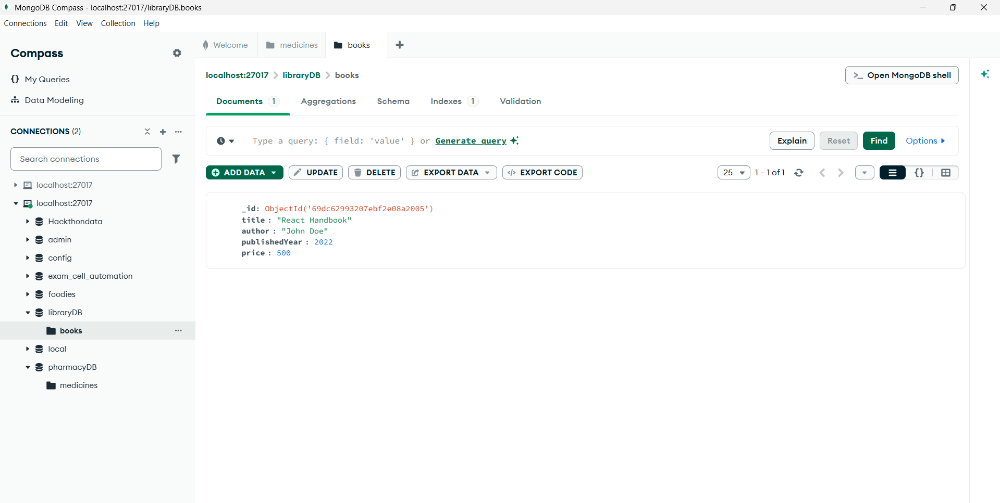 MongoDB Compass - localhost:27017/libraryDB.books
Connections Edit View Collection Help
Compass
{} My Queries
Data Modeling
CONNECTIONS (2)
Search connections
localhost:27017
localhost:27017
Hackthondata
admin
config
exam_cell_automation
foodies
libraryDB
books
local
pharmacyDB
medicines
Welcome medicines books
localhost:27017 > libraryDB > books
>_ Open MongoDB shell
Documents 1 Aggregations Schema Indexes 1 Validation
Type a query: { field: 'value' } or Generate query
Explain Reset Find Options
ADD DATA UPDATE DELETE EXPORT DATA </> EXPORT CODE
25 1 – 1 of 1 {}
_id: ObjectId('69dc62993207ebf2e08a2005')
title : "React Handbook"
author : "John Doe"
publishedYear : 2022
price : 500